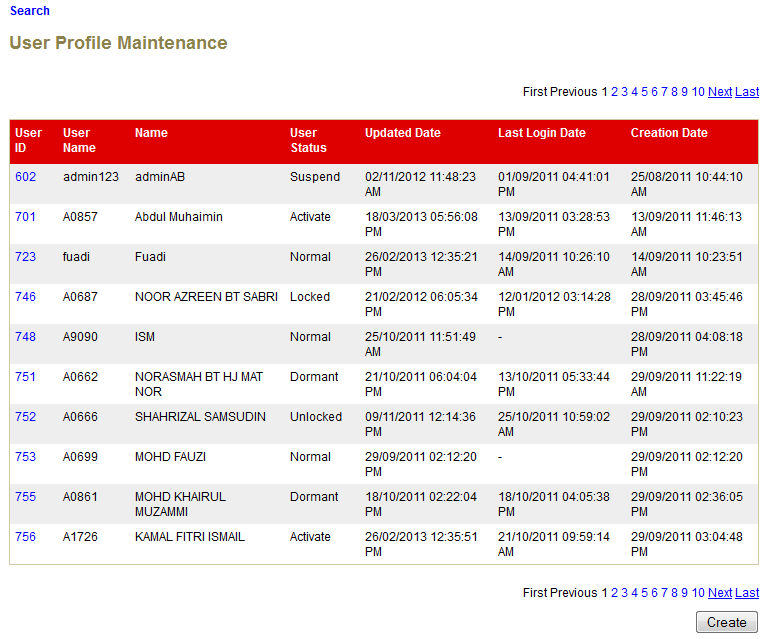 Search
User Profile Maintenance
First Previous 1 2 3 4 5 6 7 8 9 10 Next Last
User ID User Name Name User Status Updated Date Last Login Date Creation Date
602 admin123 adminAB Suspend 02/11/2012 11:48:23 AM 01/09/2011 04:41:01 PM 25/08/2011 10:44:10 AM
701 A0857 Abdul Muhaimin Activate 18/03/2013 05:56:08 PM 13/09/2011 03:28:53 PM 13/09/2011 11:46:13 AM
723 fuadi Fuadi Normal 26/02/2013 12:35:21 PM 14/09/2011 10:26:10 AM 14/09/2011 10:23:51 AM
746 A0687 NOOR AZREEN BT SABRI Locked 21/02/2012 06:05:34 PM 12/01/2012 03:14:28 PM 28/09/2011 03:45:46 PM
748 A9090 ISM Normal 25/10/2011 11:51:49 AM - 28/09/2011 04:08:18 PM
751 A0662 NORASMAH BT HJ MAT NOR Dormant 21/10/2011 06:04:04 PM 13/10/2011 05:33:44 PM 29/09/2011 11:22:19 AM
752 A0666 SHAHRIZAL SAMSUDIN Unlocked 09/11/2011 12:14:36 PM 25/10/2011 10:59:02 AM 29/09/2011 02:10:23 PM
753 A0699 MOHD FAUZI Normal 29/09/2011 02:12:20 PM - 29/09/2011 02:12:20 PM
755 A0861 MOHD KHAIRUL MUZAMMI Dormant 18/10/2011 02:22:04 PM 18/10/2011 04:05:38 PM 29/09/2011 02:36:05 PM
756 A1726 KAMAL FITRI ISMAIL Activate 26/02/2013 12:35:51 PM 21/10/2011 09:59:14 AM 29/09/2011 03:04:48 PM
First Previous 1 2 3 4 5 6 7 8 9 10 Next Last
Create